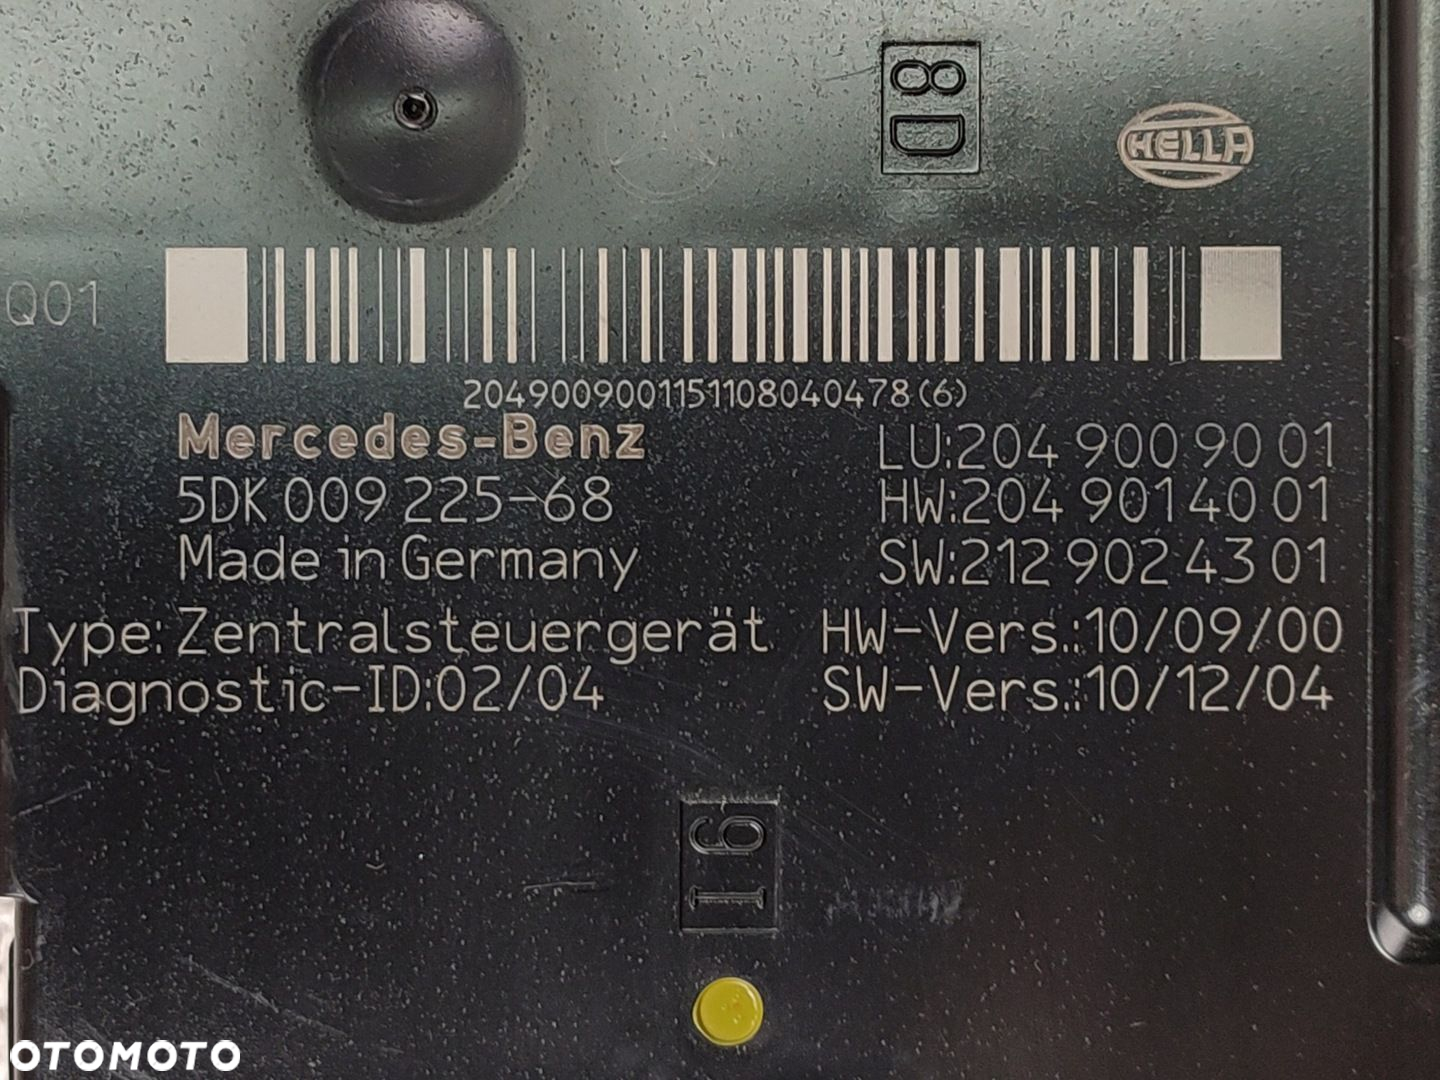 8D
HELLA
Q01
2049009001151108040478(6)
Mercedes-Benz
LU:204 900 90 01
5DK 009 225-68
HW:204 901 40 01
Made in Germany
SW:212 902 43 01
Type:Zentralsteuergerät
HW-Vers.:10/09/00
Diagnostic-ID:02/04
SW-Vers.:10/12/04
OTOMOTO